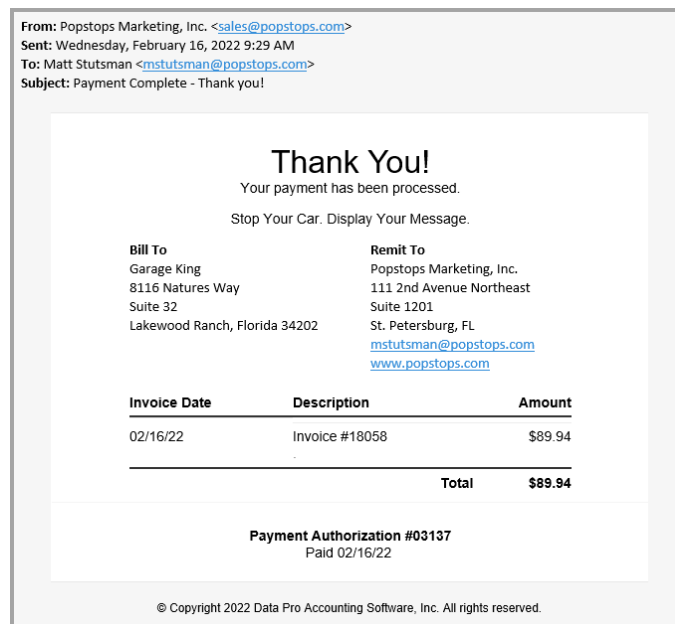 From: Popstops Marketing, Inc. <sales@popstops.com>
Sent: Wednesday, February 16, 2022 9:29 AM
To: Matt Stutsman <mstutsman@popstops.com>
Subject: Payment Complete - Thank you!
Thank You!
Your payment has been processed.
Stop Your Car. Display Your Message.
Bill To
Garage King
8116 Natures Way
Suite 32
Lakewood Ranch, Florida 34202
Remit To
Popstops Marketing, Inc.
111 2nd Avenue Northeast
Suite 1201
St. Petersburg, FL
mstutsman@popstops.com
www.popstops.com
Invoice Date Description Amount
02/16/22 Invoice #18058 $89.94
.
Total $89.94
Payment Authorization #03137
Paid 02/16/22
© Copyright 2022 Data Pro Accounting Software, Inc. All rights reserved.